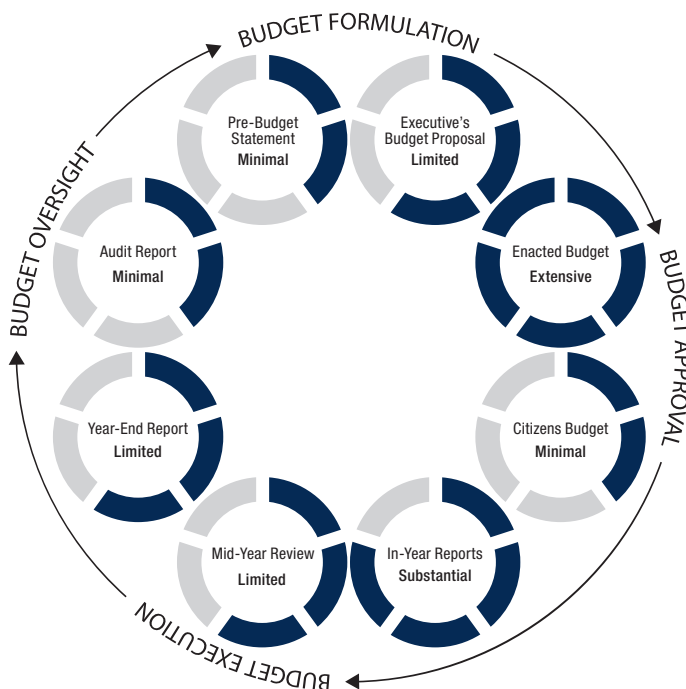 BUDGET FORMULATION
Pre-Budget
Statement
Minimal
Executive's
Budget Proposal
Limited
Enacted Budget
Extensive
BUDGET APPROVAL
Citizens Budget
Minimal
In-Year Reports
Substantial
Mid-Year Review
Limited
BUDGET EXECUTION
Year-End Report
Limited
Audit Report
Minimal
BUDGET OVERSIGHT